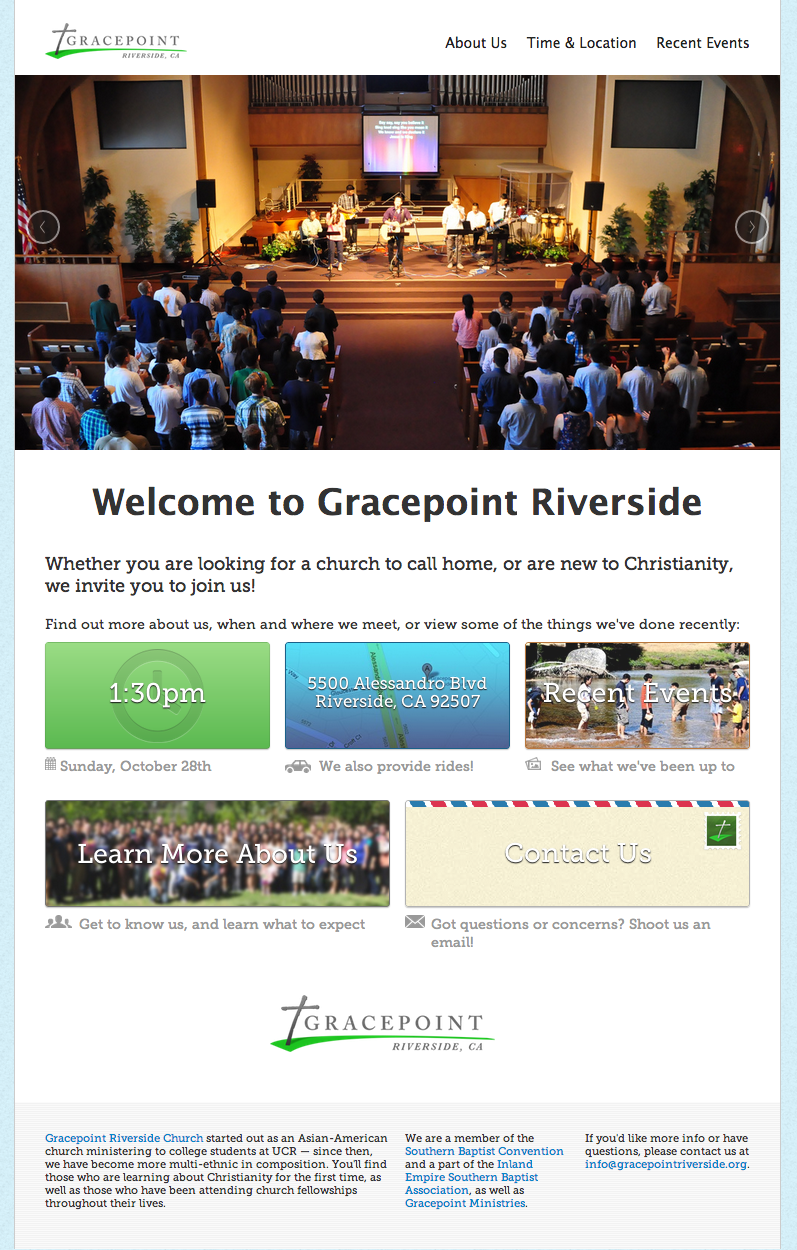 GRACEPOINT
RIVERSIDE, CA
About Us Time & Location Recent Events
Welcome to Gracepoint Riverside
Whether you are looking for a church to call home, or are new to Christianity,
we invite you to join us!
Find out more about us, when and where we meet, or view some of the things we've done recently:
1:30pm
5500 Alessandro Blvd
Riverside, CA 92507
Recent Events
Sunday, October 28th
We also provide rides!
See what we've been up to
Learn More About Us
Contact Us
Get to know us, and learn what to expect
Got questions or concerns? Shoot us an
email!
GRACEPOINT
RIVERSIDE, CA
Gracepoint Riverside Church started out as an Asian-American
church ministering to college students at UCR — since then,
we have become more multi-ethnic in composition. You'll find
those who are learning about Christianity for the first time, as
well as those who have been attending church fellowships
throughout their lives.
We are a member of the
Southern Baptist Convention
and a part of the Inland
Empire Southern Baptist
Association, as well as
Gracepoint Ministries.
If you'd like more info or have
questions, please contact us at
info@gracepointriverside.org.